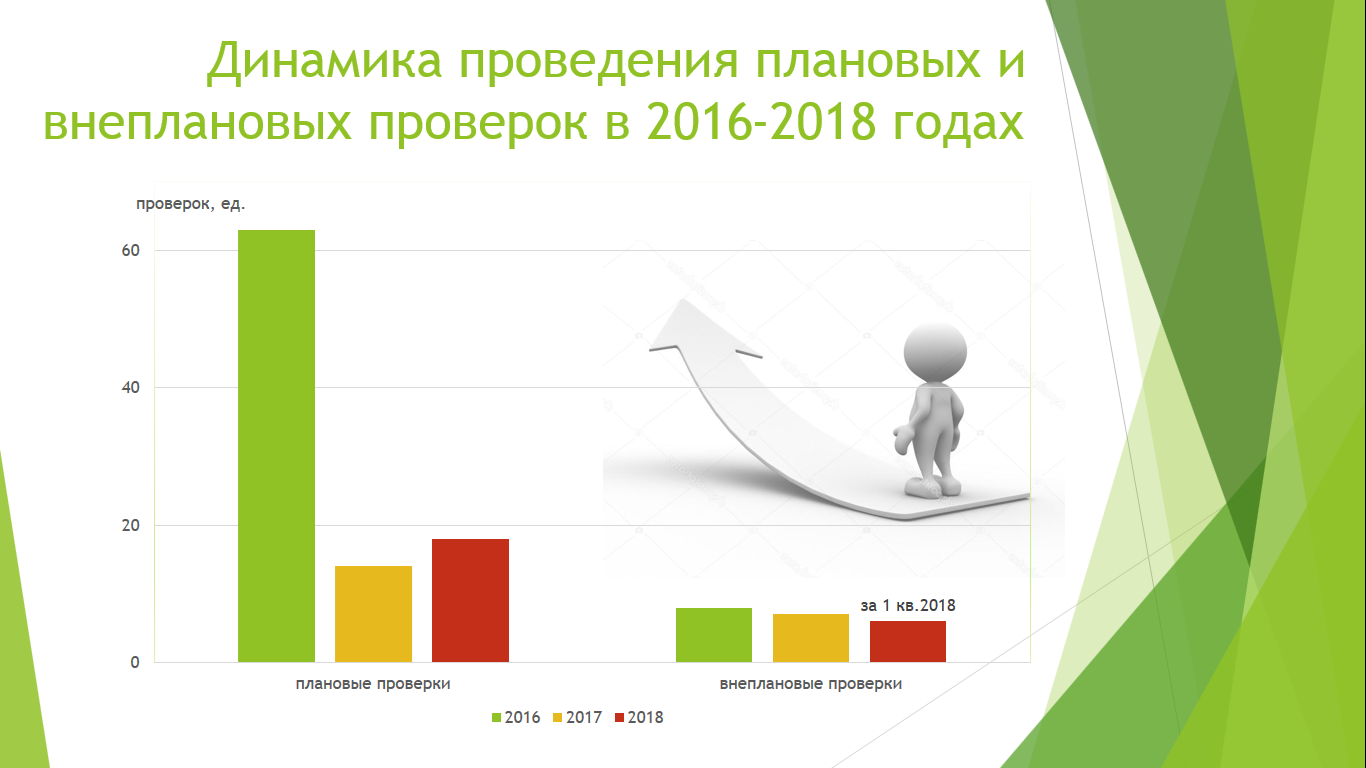 Динамика проведения плановых и
внеплановых проверок в 2016-2018 годах
проверок, ед.
60
40
20
0
за 1 кв.2018
плановые проверки
внеплановые проверки
2016 2017 2018